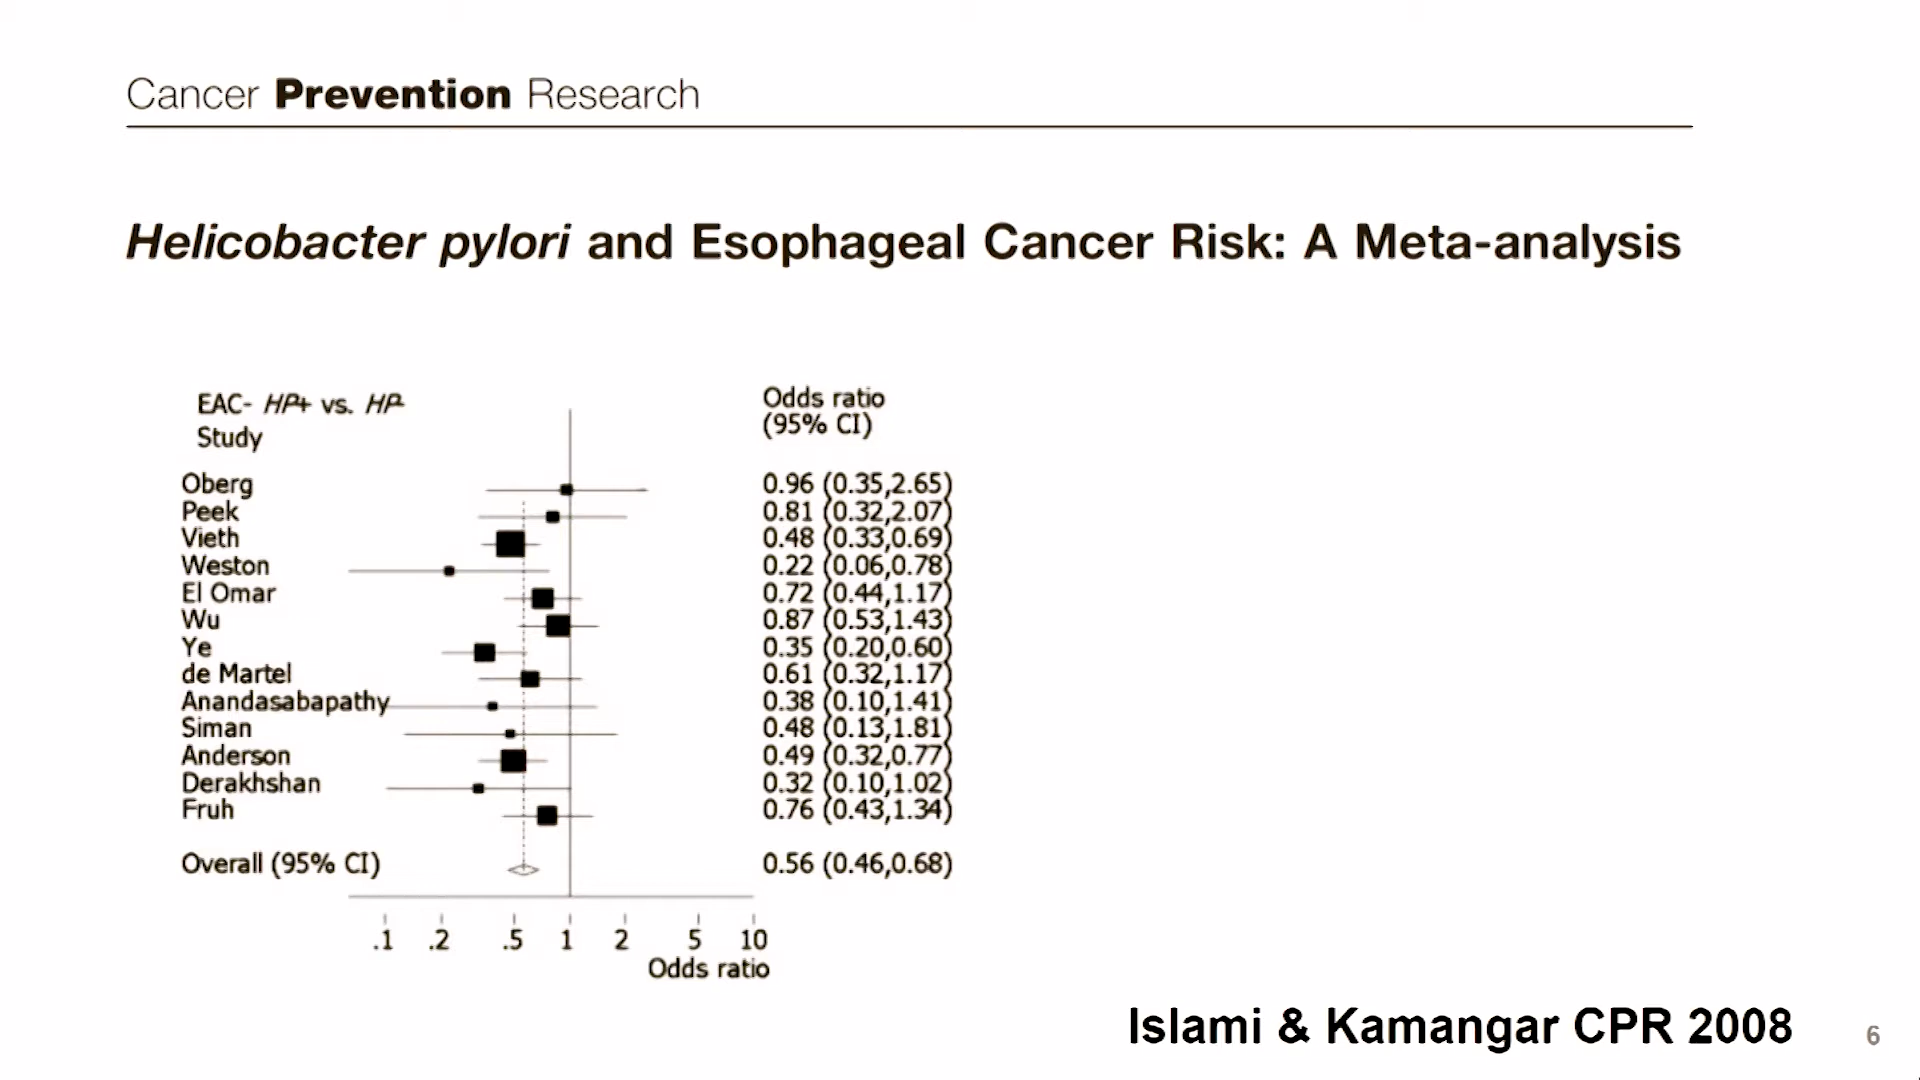 Cancer Prevention Research
Helicobacter pylori and Esophageal Cancer Risk: A Meta-analysis
EAC- HP+ vs. HP-
Study
Odds ratio
(95% CI)
Oberg 0.96 (0.35,2.65)
Peek 0.81 (0.32,2.07)
Vieth 0.48 (0.33,0.69)
Weston 0.22 (0.06,0.78)
El Omar 0.72 (0.44,1.17)
Wu 0.87 (0.53,1.43)
Ye 0.35 (0.20,0.60)
de Martel 0.61 (0.32,1.17)
Anandasabapathy 0.38 (0.10,1.41)
Siman 0.48 (0.13,1.81)
Anderson 0.49 (0.32,0.77)
Derakhshan 0.32 (0.10,1.02)
Fruh 0.76 (0.43,1.34)
Overall (95% CI) 0.56 (0.46,0.68)
.1 .2 .5 1 2 5 10
Odds ratio
Islami & Kamangar CPR 2008
6